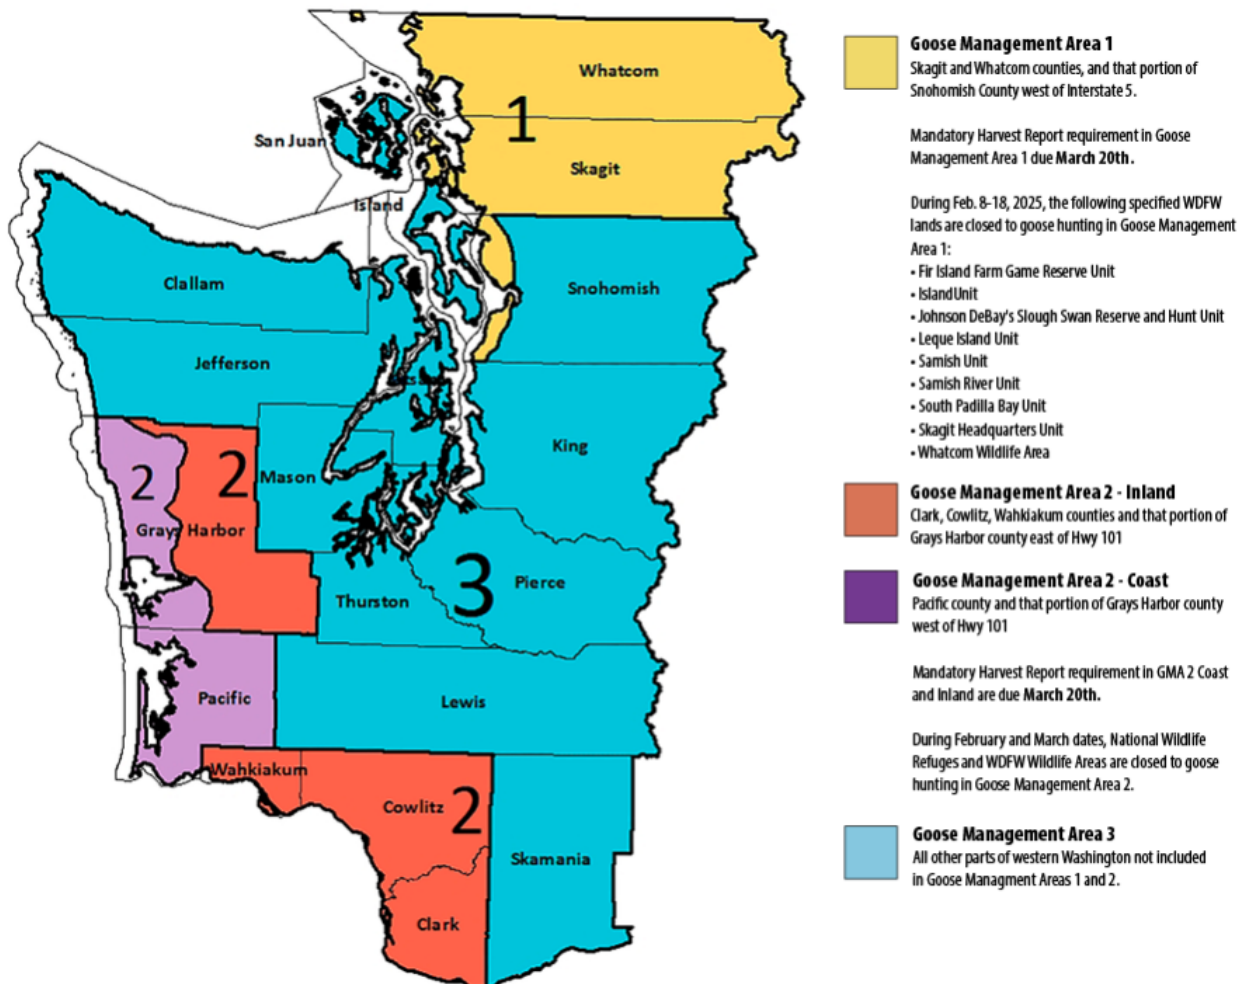 Whatcom
1
San Juan
Skagit
Island
Clallam
Snohomish
Jefferson
King
2
2
Mason
Grays Harbor
3
Pierce
Thurston
Pacific
Lewis
Wahkiakum
Cowlitz
2
Skamania
Clark
Goose Management Area 1
Skagit and Whatcom counties, and that portion of
Snohomish County west of Interstate 5.
Mandatory Harvest Report requirement in Goose
Management Area 1 due March 20th.
During Feb. 8-18, 2025, the following specified WDFW
lands are closed to goose hunting in Goose Management
Area 1:
• Fir Island Farm Game Reserve Unit
• IslandUnit
• Johnson DeBay's Slough Swan Reserve and Hunt Unit
• Leque Island Unit
• Samish Unit
• Samish River Unit
• South Padilla Bay Unit
• Skagit Headquarters Unit
• Whatcom Wildlife Area
Goose Management Area 2 - Inland
Clark, Cowlitz, Wahkiakum counties and that portion of
Grays Harbor county east of Hwy 101
Goose Management Area 2 - Coast
Pacific county and that portion of Grays Harbor county
west of Hwy 101
Mandatory Harvest Report requirement in GMA 2 Coast
and Inland are due March 20th.
During February and March dates, National Wildlife
Refuges and WDFW Wildlife Areas are closed to goose
hunting in Goose Management Area 2.
Goose Management Area 3
All other parts of western Washington not included
in Goose Managment Areas 1 and 2.